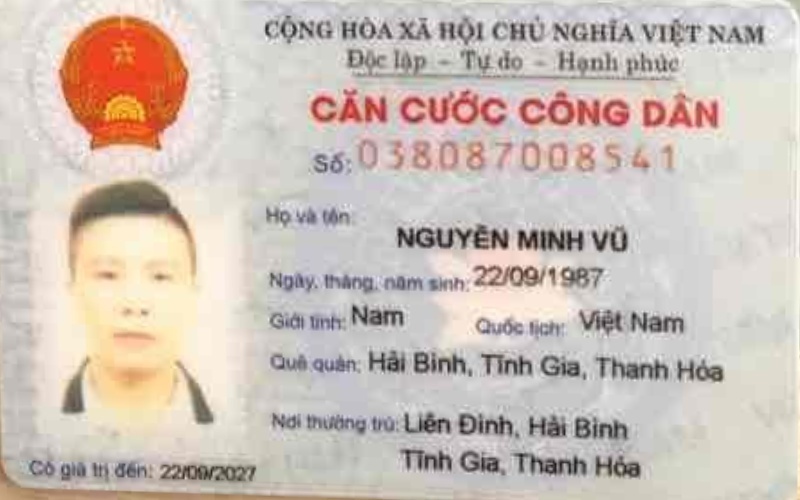 CỘNG HÒA XÃ HỘI CHỦ NGHĨA VIỆT NAM
Độc lập - Tự do - Hạnh phúc
CĂN CƯỚC CÔNG DÂN
Số: 038087008541
Họ và tên:
NGUYỄN MINH VŨ
Ngày, tháng, năm sinh: 22/09/1987
Giới tính: Nam Quốc tịch: Việt Nam
Quê quán: Hải Bình, Tĩnh Gia, Thanh Hóa
Nơi thường trú: Liên Đình, Hải Bình
Tĩnh Gia, Thanh Hóa
Có giá trị đến: 22/09/2027